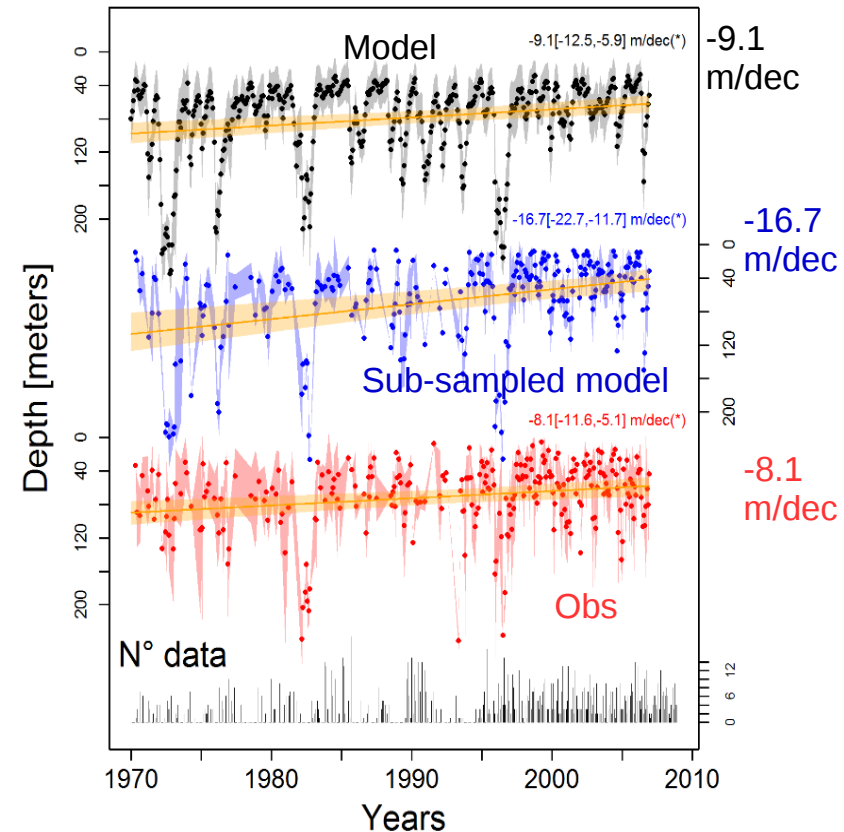 -9.1[-12.5,-5.9] m/dec(*)
Model
-9.1
m/dec
0
40
120
200
-16.7[-22.7,-11.7] m/dec(*)
-16.7
m/dec
0
40
120
200
Sub-sampled model
-8.1[-11.6,-5.1] m/dec(*)
-8.1
m/dec
0
40
120
200
Obs
Depth [meters]
N° data
12
6
0
1970 1980 1990 2000 2010
Years